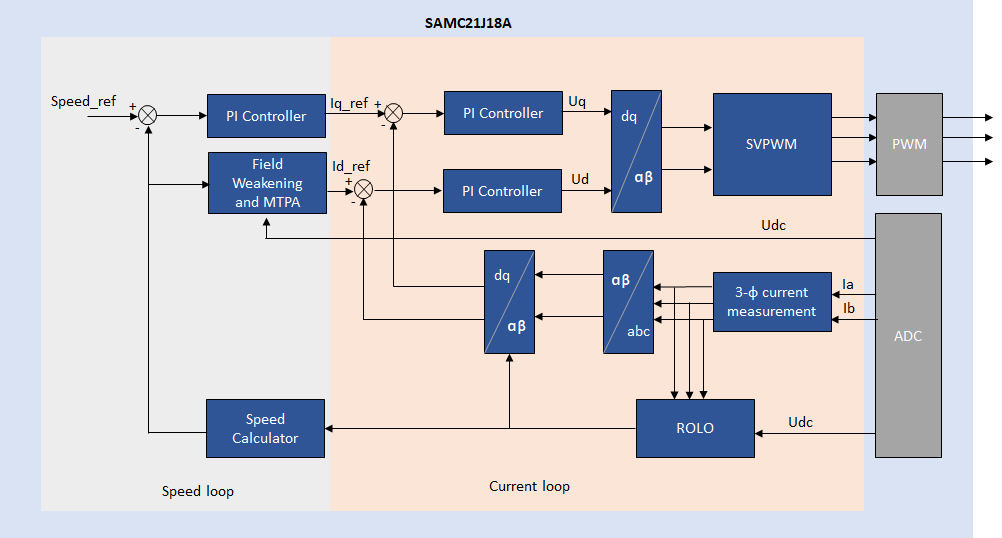 SAMC21J18A
Speed_ref
+
-
PI Controller
Iq_ref
+
-
PI Controller
Uq
dq
αβ
SVPWM
PWM
Field
Weakening
and MTPA
Id_ref
+
-
PI Controller
Ud
Udc
dq
αβ
αβ
abc
3-ϕ current
measurement
Ia
Ib
ADC
Speed
Calculator
ROLO
Udc
Speed loop
Current loop